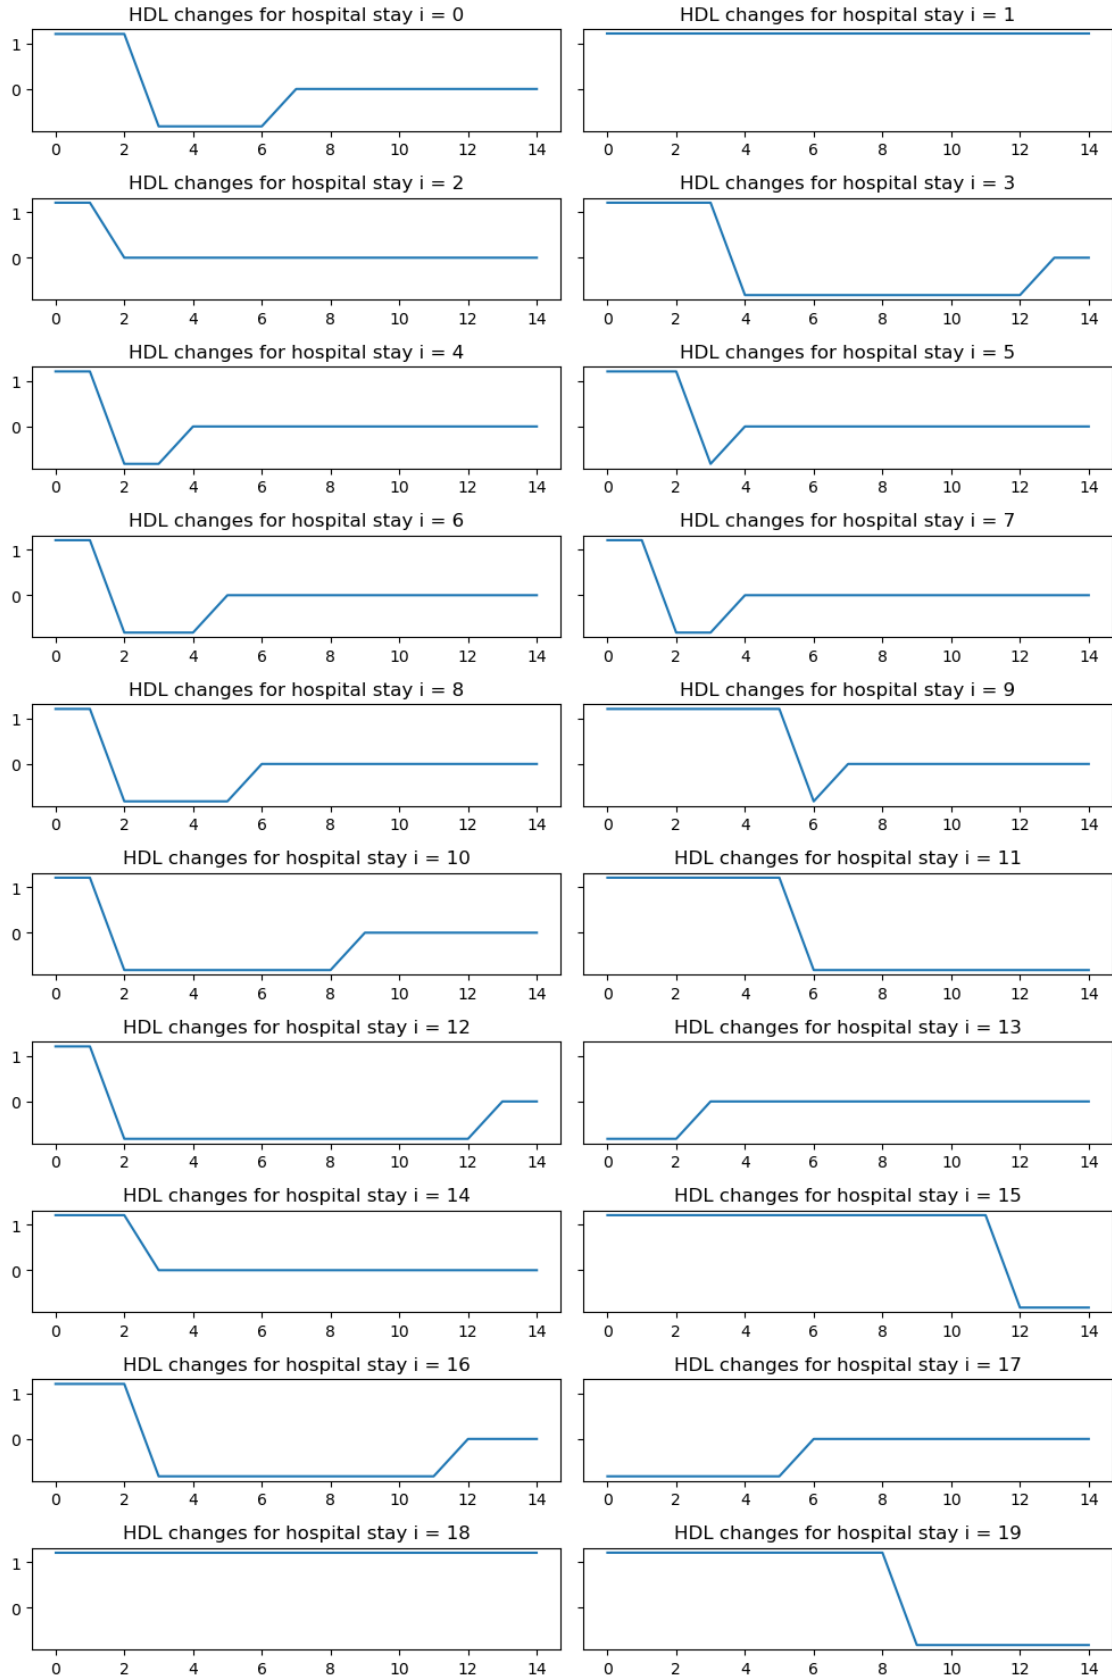 HDL changes for hospital stay i = 0
1
0
0 2 4 6 8 10 12 14
HDL changes for hospital stay i = 1
0 2 4 6 8 10 12 14
HDL changes for hospital stay i = 2
1
0
0 2 4 6 8 10 12 14
HDL changes for hospital stay i = 3
0 2 4 6 8 10 12 14
HDL changes for hospital stay i = 4
1
0
0 2 4 6 8 10 12 14
HDL changes for hospital stay i = 5
0 2 4 6 8 10 12 14
HDL changes for hospital stay i = 6
1
0
0 2 4 6 8 10 12 14
HDL changes for hospital stay i = 7
0 2 4 6 8 10 12 14
HDL changes for hospital stay i = 8
1
0
0 2 4 6 8 10 12 14
HDL changes for hospital stay i = 9
0 2 4 6 8 10 12 14
HDL changes for hospital stay i = 10
1
0
0 2 4 6 8 10 12 14
HDL changes for hospital stay i = 11
0 2 4 6 8 10 12 14
HDL changes for hospital stay i = 12
1
0
0 2 4 6 8 10 12 14
HDL changes for hospital stay i = 13
0 2 4 6 8 10 12 14
HDL changes for hospital stay i = 14
1
0
0 2 4 6 8 10 12 14
HDL changes for hospital stay i = 15
0 2 4 6 8 10 12 14
HDL changes for hospital stay i = 16
1
0
0 2 4 6 8 10 12 14
HDL changes for hospital stay i = 17
0 2 4 6 8 10 12 14
HDL changes for hospital stay i = 18
1
0
0 2 4 6 8 10 12 14
HDL changes for hospital stay i = 19
0 2 4 6 8 10 12 14